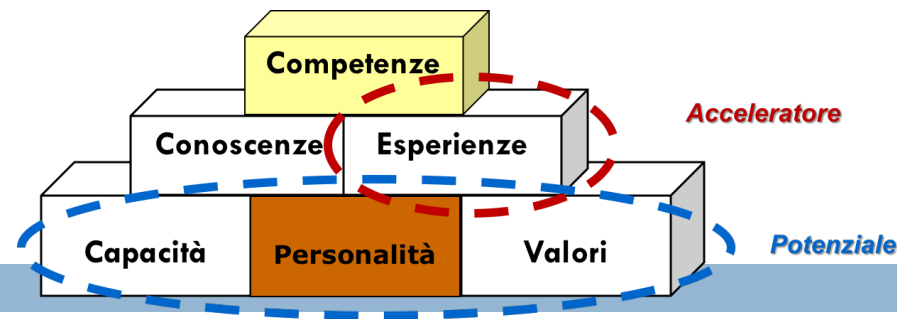 Competenze
Acceleratore
Conoscenze
Esperienze
Capacità
Personalità
Valori
Potenziale